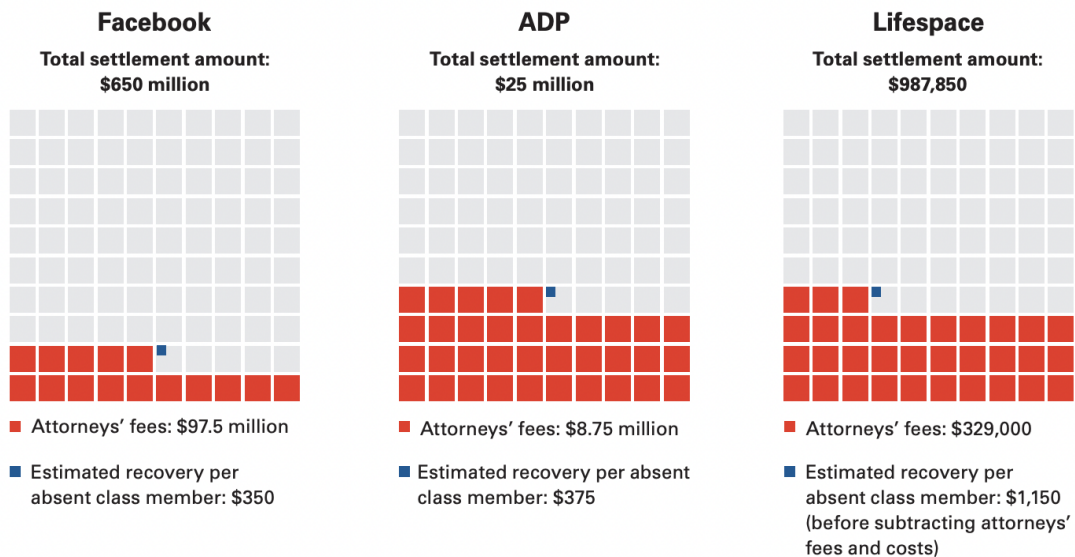 Facebook
Total settlement amount:
$650 million
Attorneys’ fees: $97.5 million
Estimated recovery per
absent class member: $350
ADP
Total settlement amount:
$25 million
Attorneys’ fees: $8.75 million
Estimated recovery per absent
class member: $375
Lifespace
Total settlement amount:
$987,850
Attorneys’ fees: $329,000
Estimated recovery per
absent class member: $1,150
(before subtracting attorneys’
fees and costs)